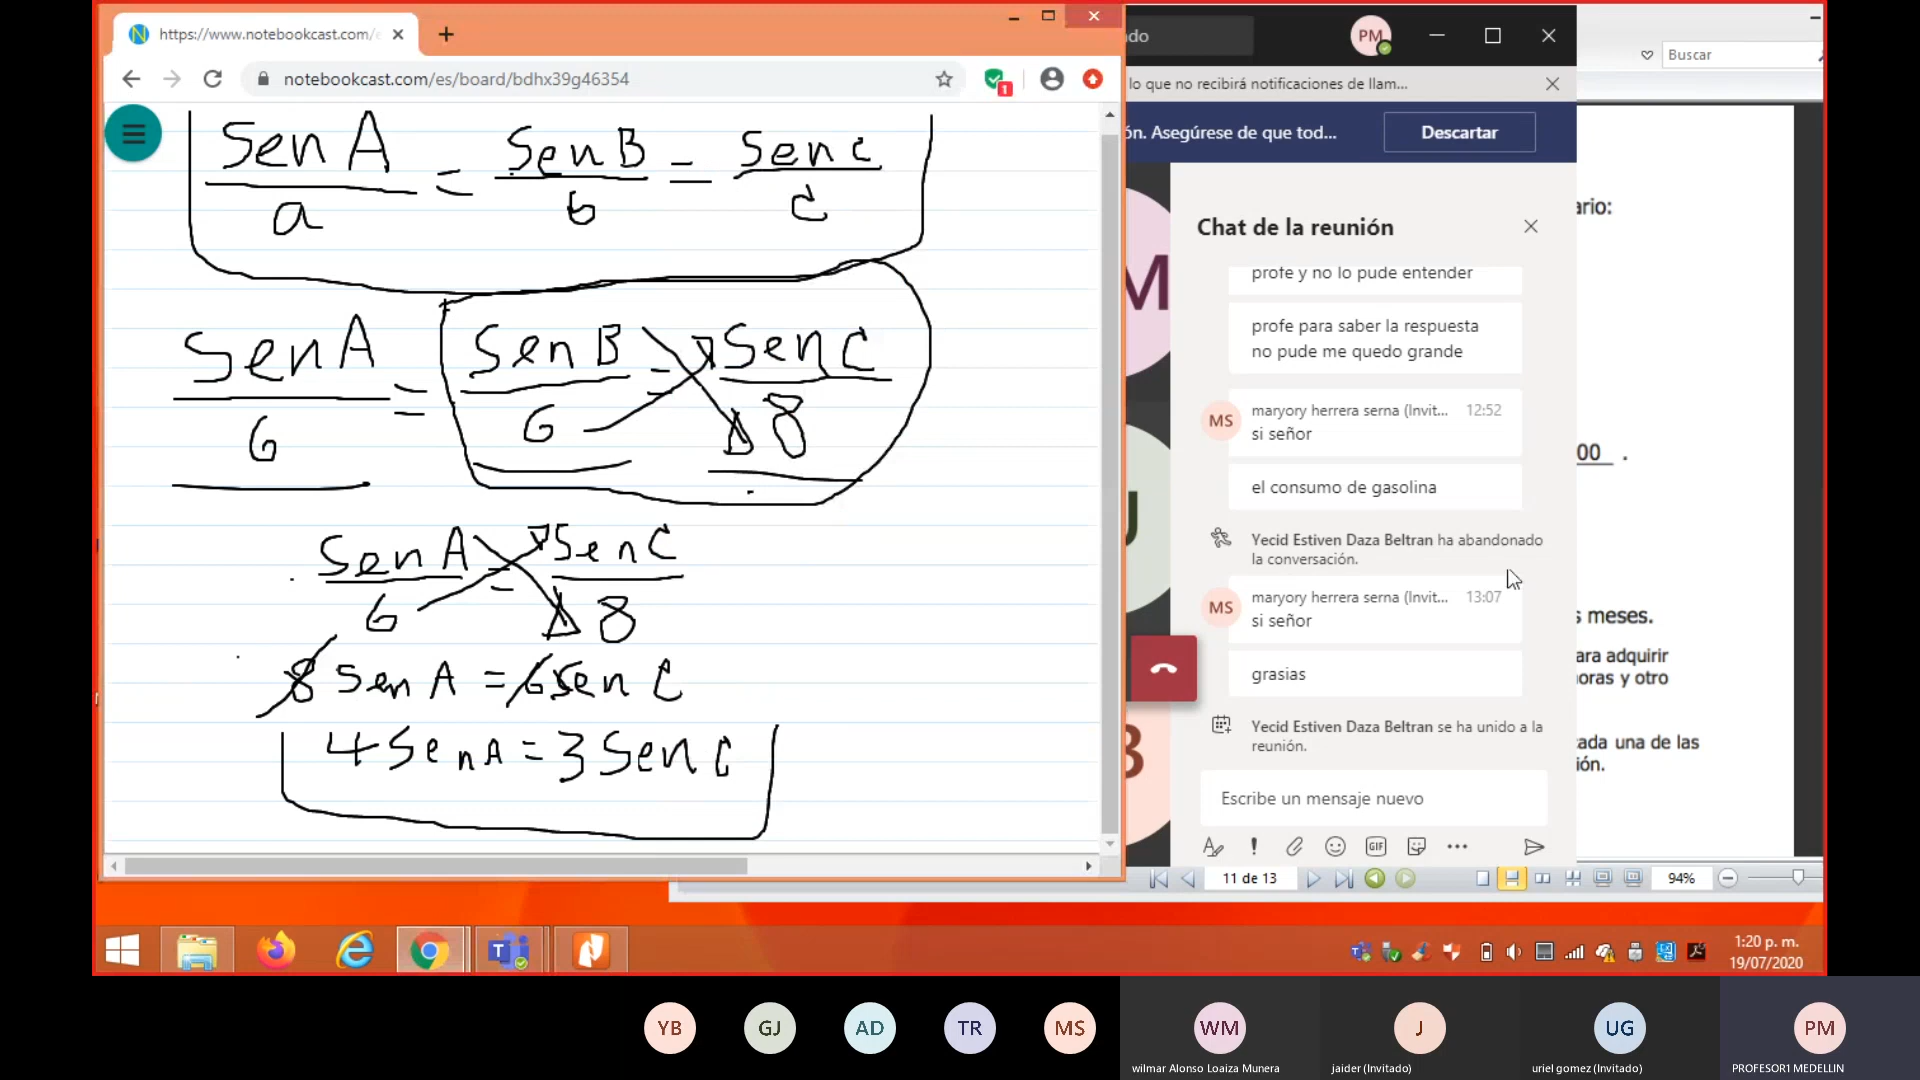 https://www.notebookcast.com/e
notebookcast.com/es/board/bdhx39g46354
1
Sen A = Sen B = Sen C
a b c
Sen A = Sen B = Sen C
6 6 8
Sen A = Sen C
6 8
8 Sen A = 6 Sen C
4 Sen A = 3 Sen C
do
PM
lo que no recibirá notificaciones de llam...
ón. Asegúrese de que tod...
Descartar
Chat de la reunión
profe y no lo pude entender
profe para saber la respuesta
no pude me quedo grande
MS
maryory herrera serna (Invit... 12:52
si señor
el consumo de gasolina
Yecid Estiven Daza Beltran ha abandonado
la conversación.
MS
maryory herrera serna (Invit... 13:07
si señor
grasias
Yecid Estiven Daza Beltran se ha unido a la
reunión.
Escribe un mensaje nuevo
GIF
M
J
B
Buscar
ario:
00 .
s meses.
ara adquirir
oras y otro
cada una de las
ión.
11 de 13
94%
1:20 p. m.
19/07/2020
YB
GJ
AD
TR
MS
WM
wilmar Alonso Loaiza Munera
J
jaider (Invitado)
UG
uriel gomez (Invitado)
PM
PROFESOR1 MEDELLIN